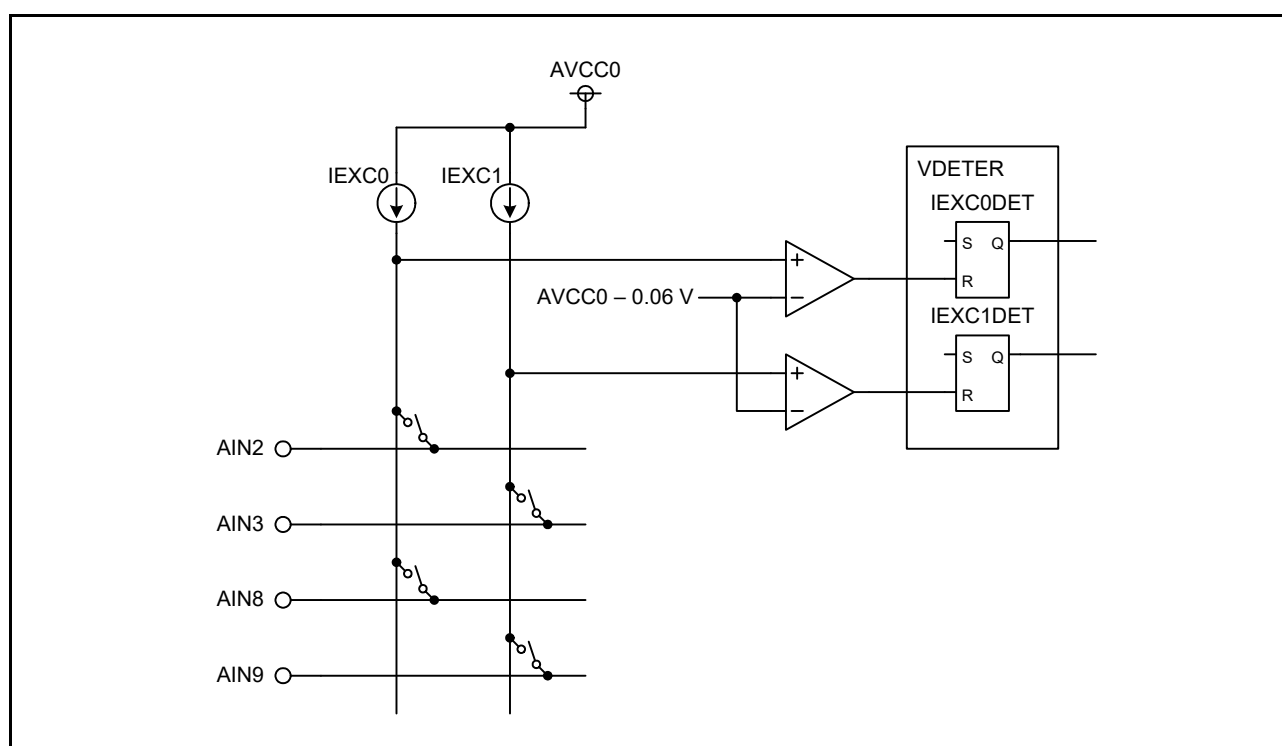 AVCC0
IEXC0
IEXC1
VDETER
IEXC0DET
S Q
R
+
−
AVCC0 – 0.06 V
IEXC1DET
S Q
R
+
−
AIN2
AIN3
AIN8
AIN9